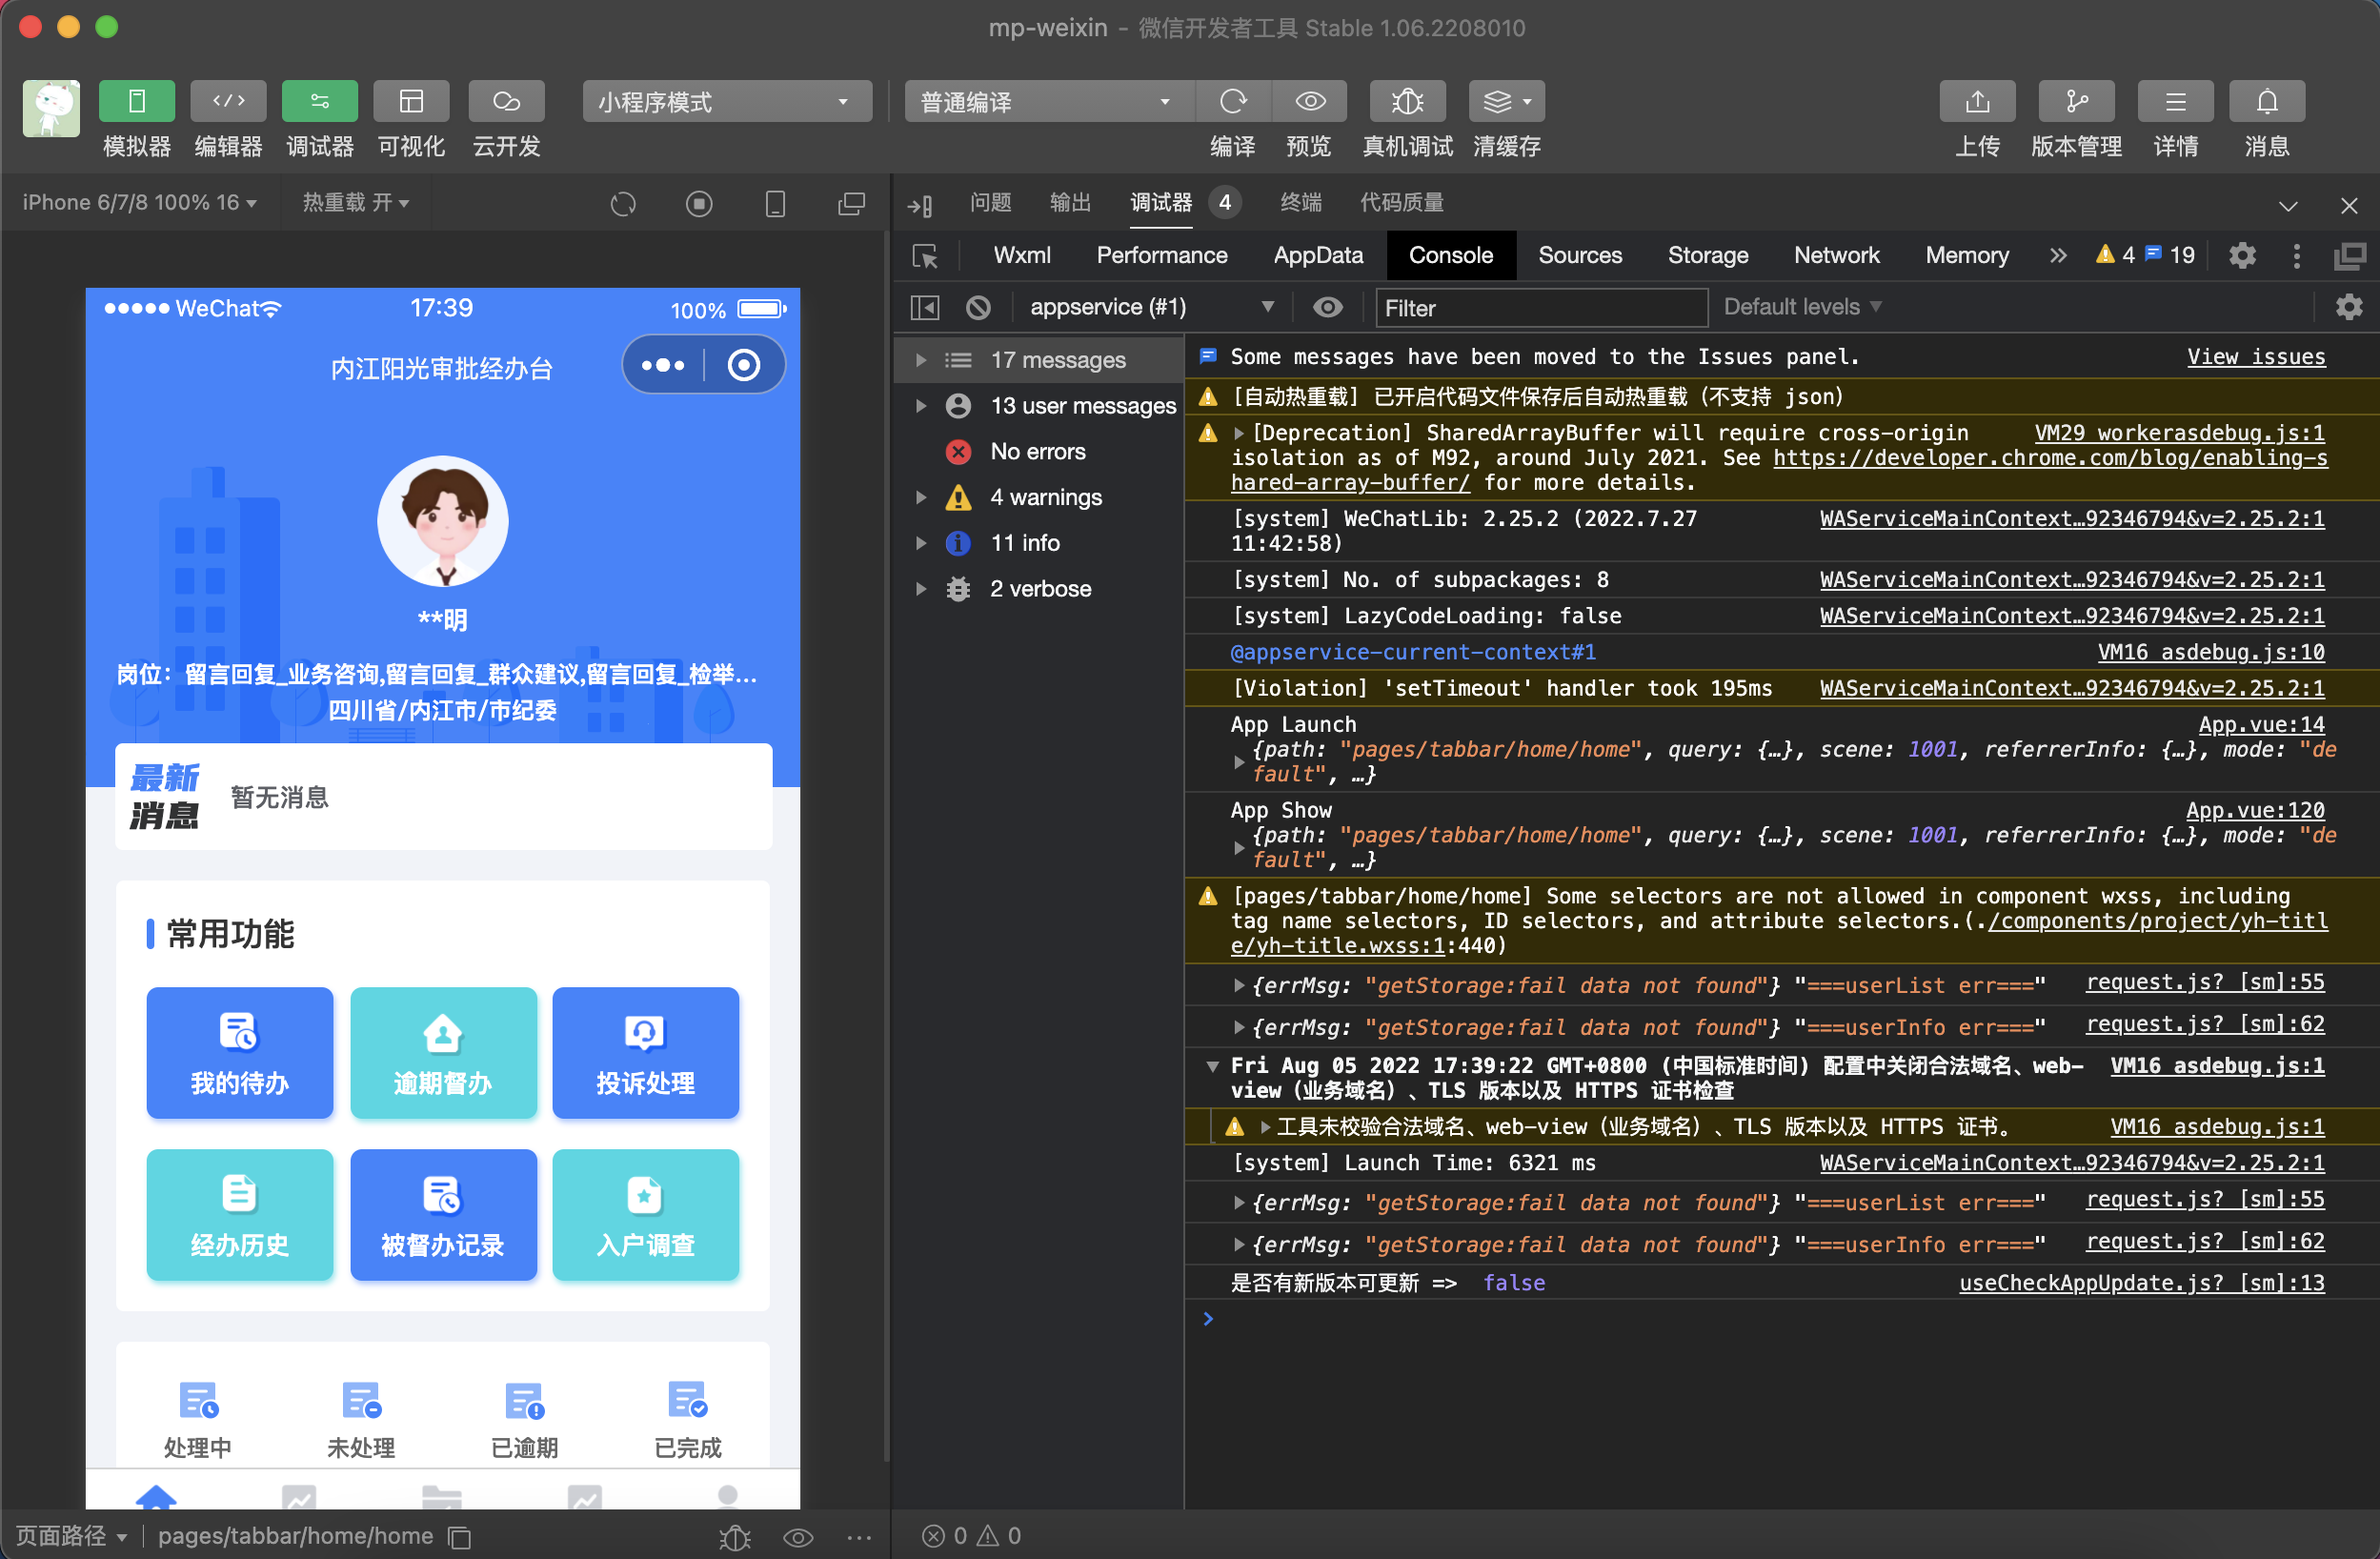 mp-weixin – 微信开发者工具 Stable 1.06.2208010
模拟器
编辑器
调试器
可视化
云开发
小程序模式
普通编译
编译
预览
真机调试
清缓存
上传
版本管理
详情
消息
iPhone 6/7/8 100% 16
热重载 开
WeChat
17:39
100%
内江阳光审批经办台
**明
岗位：留言回复_业务咨询,留言回复_群众建议,留言回复_检举...
四川省/内江市/市纪委
最新
消息
暂无消息
常用功能
我的待办
逾期督办
投诉处理
经办历史
被督办记录
入户调查
处理中
未处理
已逾期
已完成
页面路径
pages/tabbar/home/home
问题
输出
调试器
4
终端
代码质量
Wxml
Performance
AppData
Console
Sources
Storage
Network
Memory
4
19
appservice (#1)
Filter
Default levels
17 messages
13 user messages
No errors
4 warnings
11 info
2 verbose
Some messages have been moved to the Issues panel.
View issues
[自动热重载] 已开启代码文件保存后自动热重载（不支持 json）
[Deprecation] SharedArrayBuffer will require cross-origin
VM29 workerasdebug.js:1
isolation as of M92, around July 2021. See https://developer.chrome.com/blog/enabling-s
hared-array-buffer/ for more details.
[system] WeChatLib: 2.25.2 (2022.7.27
WAServiceMainContext…92346794&v=2.25.2:1
11:42:58)
[system] No. of subpackages: 8
WAServiceMainContext…92346794&v=2.25.2:1
[system] LazyCodeLoading: false
WAServiceMainContext…92346794&v=2.25.2:1
@appservice-current-context#1
VM16 asdebug.js:10
[Violation] 'setTimeout' handler took 195ms
WAServiceMainContext…92346794&v=2.25.2:1
App Launch
App.vue:14
{path: "pages/tabbar/home/home", query: {…}, scene: 1001, referrerInfo: {…}, mode: "de
fault", …}
App Show
App.vue:120
{path: "pages/tabbar/home/home", query: {…}, scene: 1001, referrerInfo: {…}, mode: "de
fault", …}
[pages/tabbar/home/home] Some selectors are not allowed in component wxss, including
tag name selectors, ID selectors, and attribute selectors.(./components/project/yh-titl
e/yh-title.wxss:1:440)
{errMsg: "getStorage:fail data not found"} "===userList err==="
request.js? [sm]:55
{errMsg: "getStorage:fail data not found"} "===userInfo err==="
request.js? [sm]:62
Fri Aug 05 2022 17:39:22 GMT+0800 (中国标准时间) 配置中关闭合法域名、web-
VM16 asdebug.js:1
view（业务域名）、TLS 版本以及 HTTPS 证书检查
工具未校验合法域名、web-view（业务域名）、TLS 版本以及 HTTPS 证书。
VM16 asdebug.js:1
[system] Launch Time: 6321 ms
WAServiceMainContext…92346794&v=2.25.2:1
{errMsg: "getStorage:fail data not found"} "===userList err==="
request.js? [sm]:55
{errMsg: "getStorage:fail data not found"} "===userInfo err==="
request.js? [sm]:62
是否有新版本可更新 => false
useCheckAppUpdate.js? [sm]:13
0
0